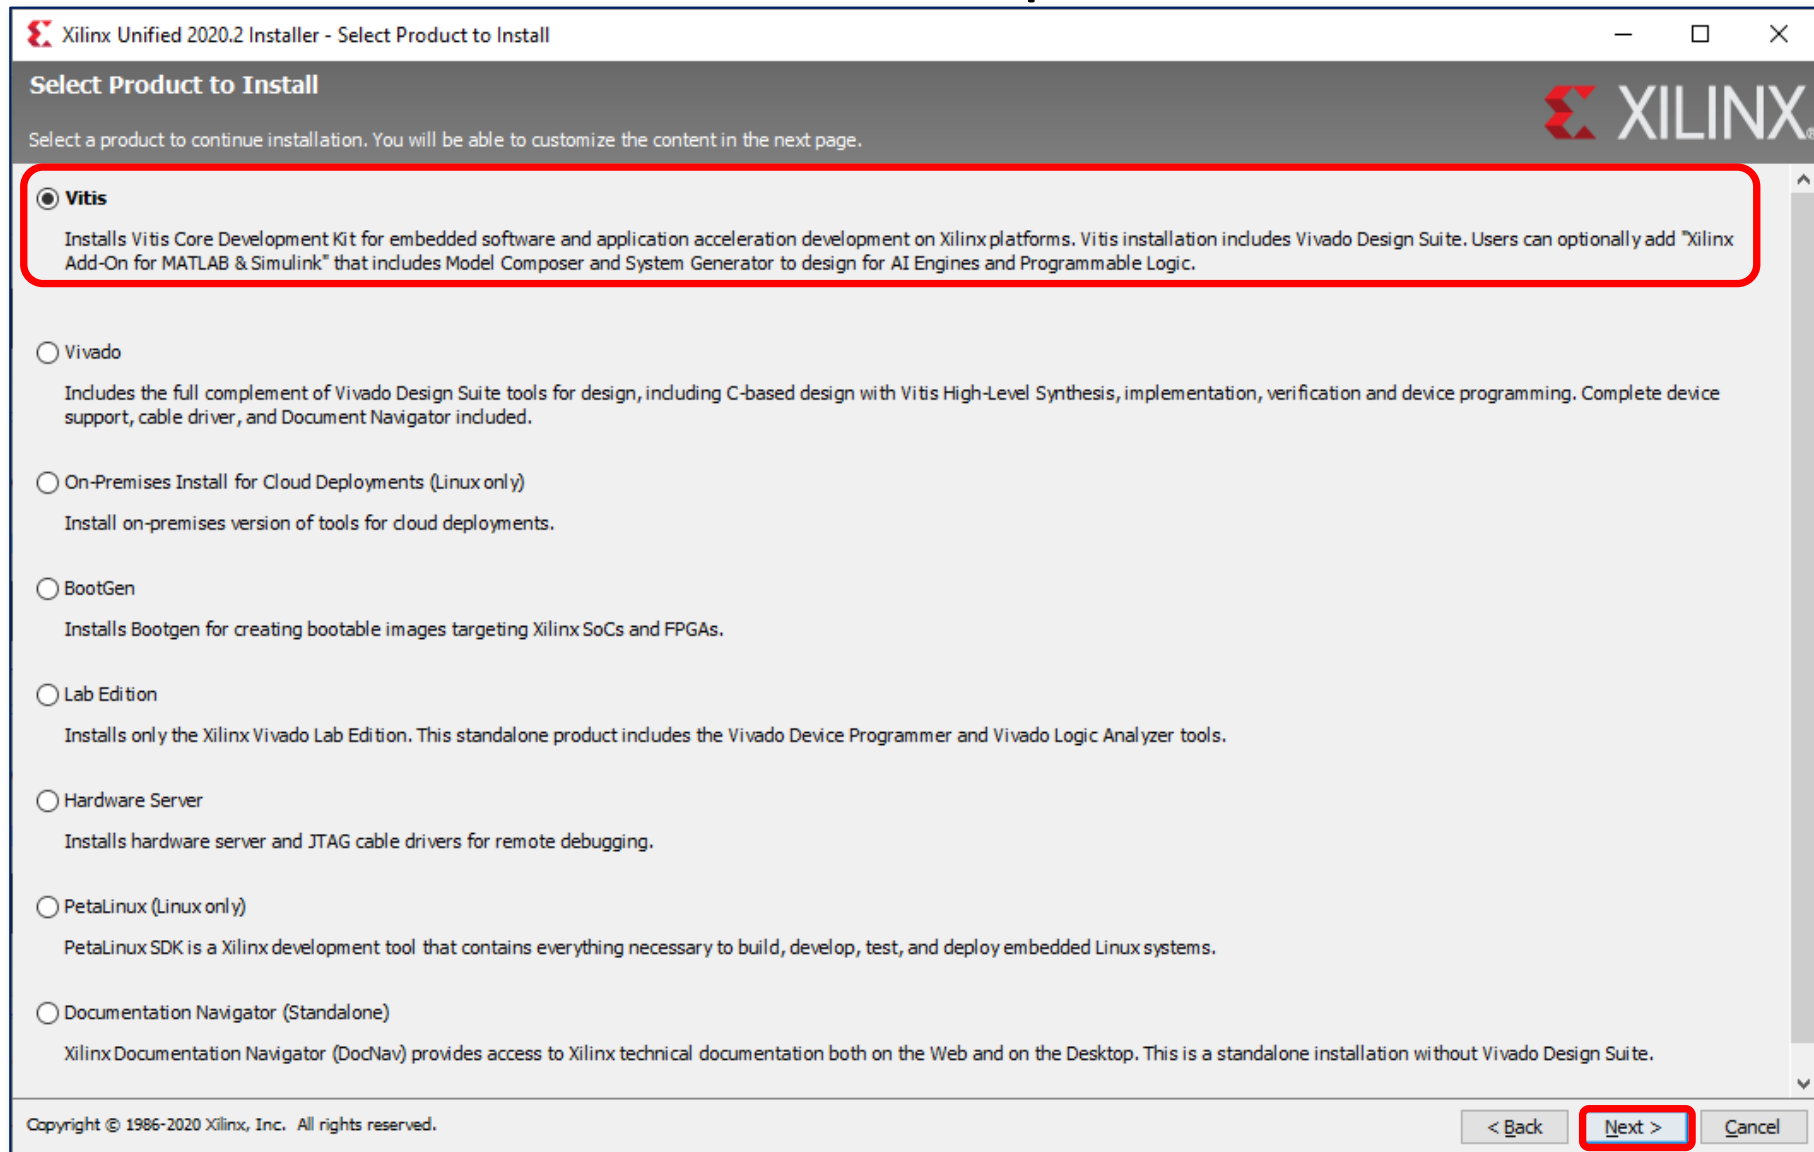 Xilinx Unified 2020.2 Installer - Select Product to Install
Select Product to Install
XILINX
Select a product to continue installation. You will be able to customize the content in the next page.
Vitis
Installs Vitis Core Development Kit for embedded software and application acceleration development on Xilinx platforms. Vitis installation includes Vivado Design Suite. Users can optionally add "Xilinx
Add-On for MATLAB & Simulink" that includes Model Composer and System Generator to design for AI Engines and Programmable Logic.
Vivado
Includes the full complement of Vivado Design Suite tools for design, including C-based design with Vitis High-Level Synthesis, implementation, verification and device programming. Complete device
support, cable driver, and Document Navigator included.
On-Premises Install for Cloud Deployments (Linux only)
Install on-premises version of tools for cloud deployments.
BootGen
Installs Bootgen for creating bootable images targeting Xilinx SoCs and FPGAs.
Lab Edition
Installs only the Xilinx Vivado Lab Edition. This standalone product includes the Vivado Device Programmer and Vivado Logic Analyzer tools.
Hardware Server
Installs hardware server and JTAG cable drivers for remote debugging.
PetaLinux (Linux only)
PetaLinux SDK is a Xilinx development tool that contains everything necessary to build, develop, test, and deploy embedded Linux systems.
Documentation Navigator (Standalone)
Xilinx Documentation Navigator (DocNav) provides access to Xilinx technical documentation both on the Web and on the Desktop. This is a standalone installation without Vivado Design Suite.
Copyright © 1986-2020 Xilinx, Inc. All rights reserved.
< Back
Next >
Cancel